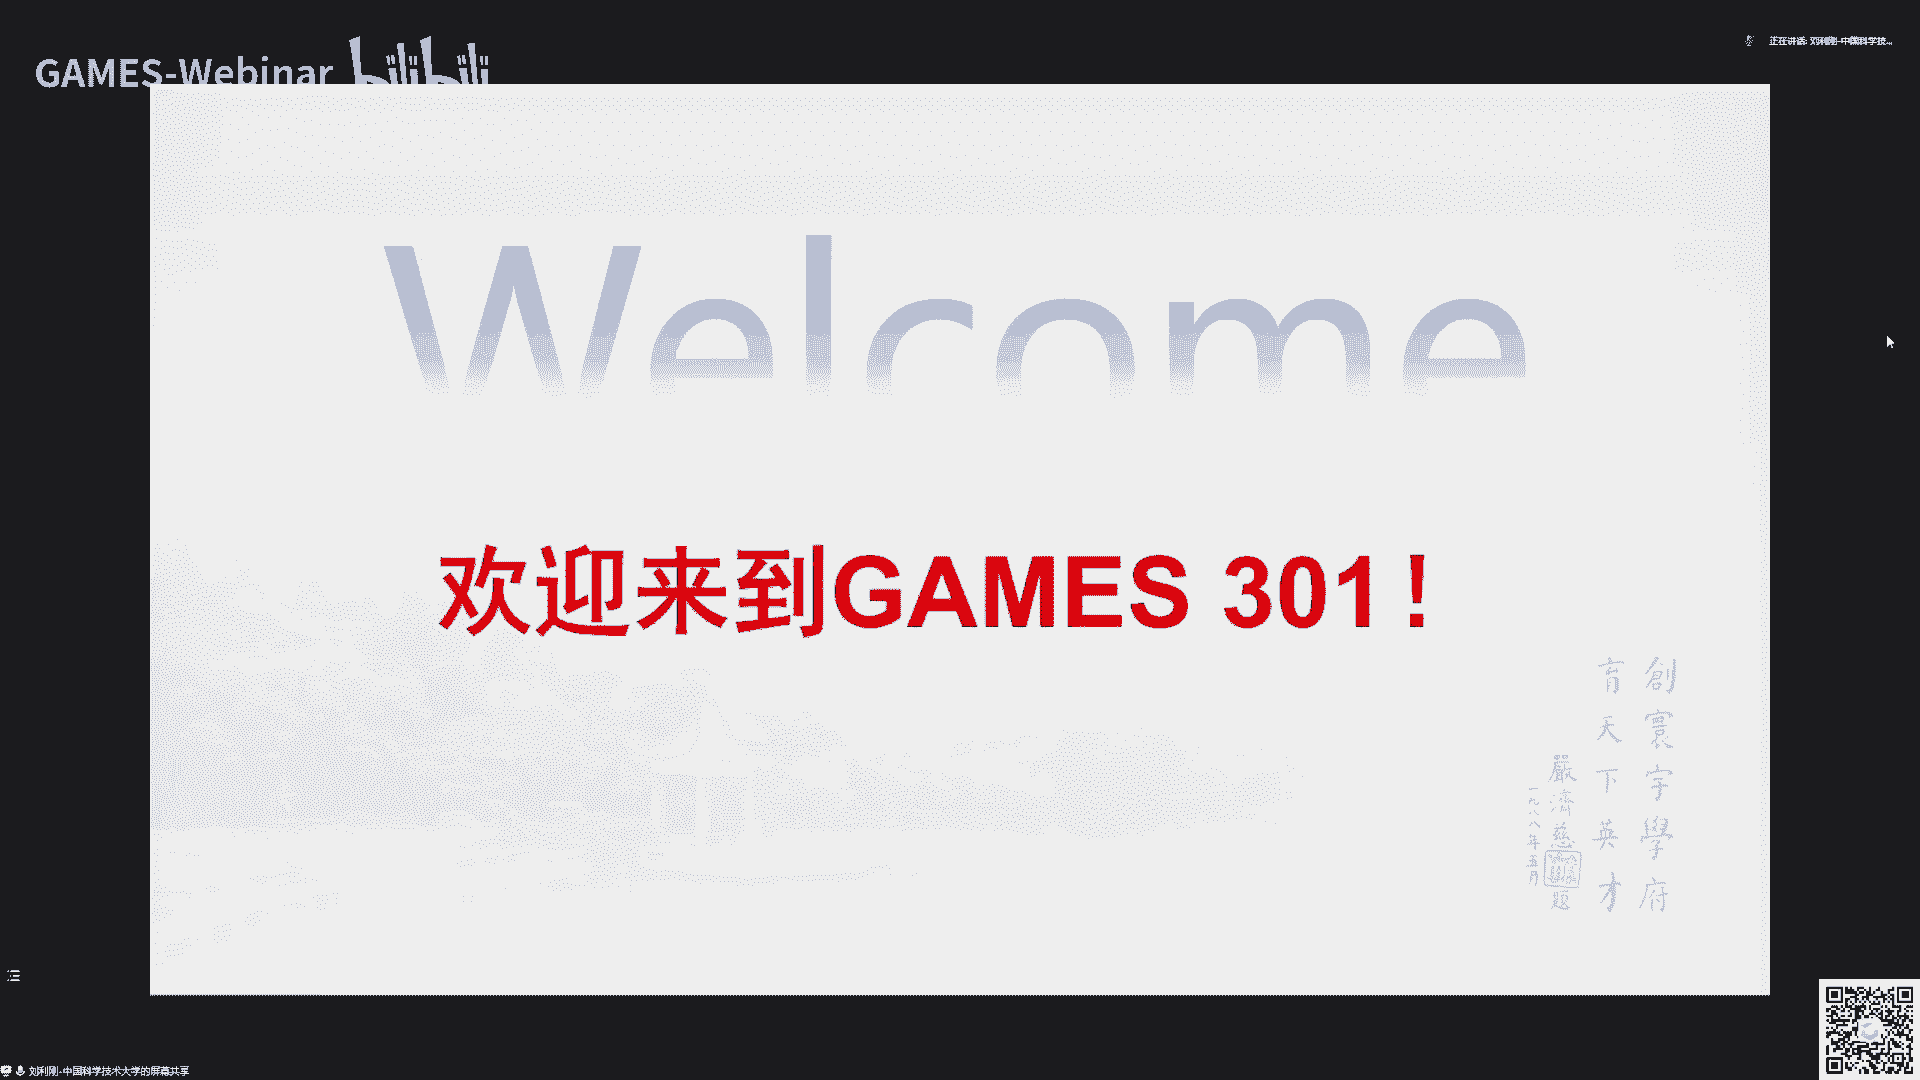 GAMES-Webinar bilibili
正在讲话: 刘利刚-中国科学技...
Welcome
欢迎来到GAMES 301！
創寰宇學府
育天下英才
嚴濟慈題
一九八八年五月
刘利刚-中国科学技术大学的屏幕共享